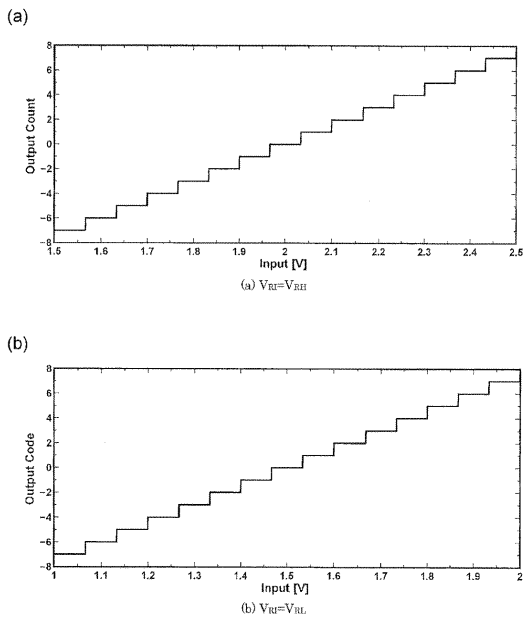 (a)
8
6
4
2
0
−2
−4
−6
−8
Output Count
1.5 1.6 1.7 1.8 1.9 2 2.1 2.2 2.3 2.4 2.5
Input [V]
(a) VRI=VRH
(b)
8
6
4
2
0
−2
−4
−6
−8
Output Code
1 1.1 1.2 1.3 1.4 1.5 1.6 1.7 1.8 1.9 2
Input [V]
(b) VRI=VRL